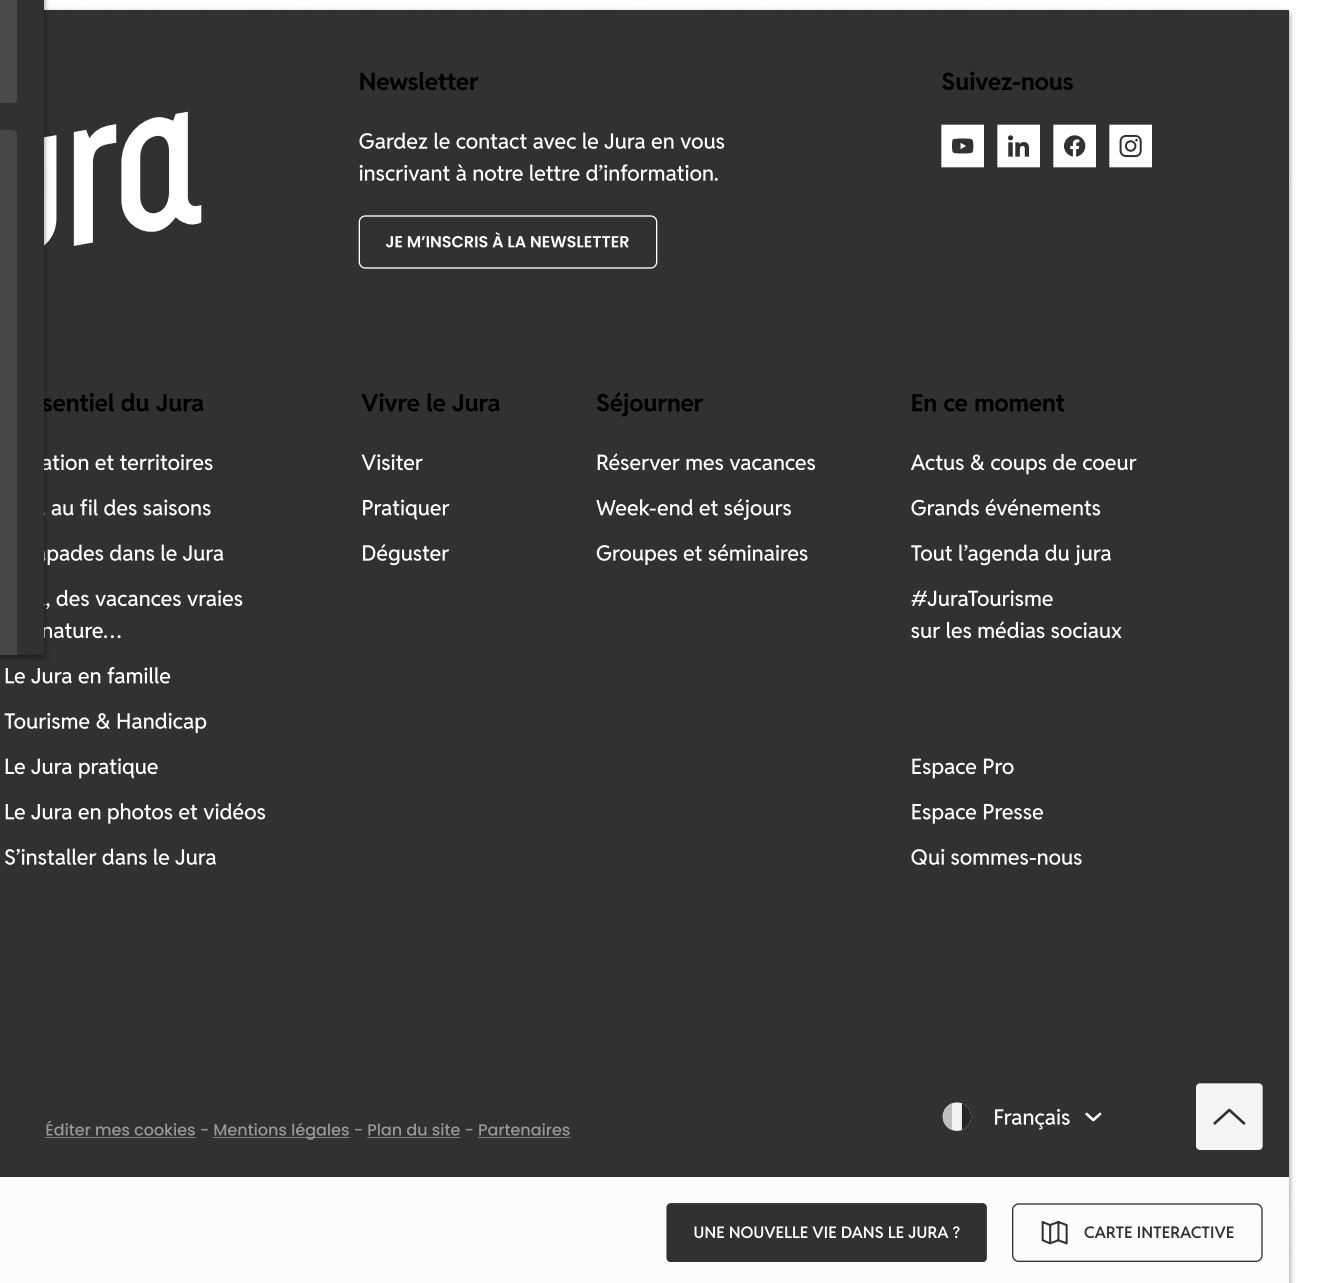 Newsletter
Gardez le contact avec le Jura en vous
inscrivant à notre lettre d’information.
JE M’INSCRIS À LA NEWSLETTER
Suivez-nous
du Jura
et territoires
au fil des saisons
dans le Jura
des vacances vraies
nature…
Le Jura en famille
Tourisme & Handicap
Le Jura pratique
Le Jura en photos et vidéos
S’installer dans le Jura
Vivre le Jura
Visiter
Pratiquer
Déguster
Séjourner
Réserver mes vacances
Week-end et séjours
Groupes et séminaires
En ce moment
Actus & coups de coeur
Grands événements
Tout l’agenda du jura
#JuraTourisme
sur les médias sociaux
Espace Pro
Espace Presse
Qui sommes-nous
Éditer mes cookies - Mentions légales - Plan du site - Partenaires
Français
UNE NOUVELLE VIE DANS LE JURA ?
CARTE INTERACTIVE